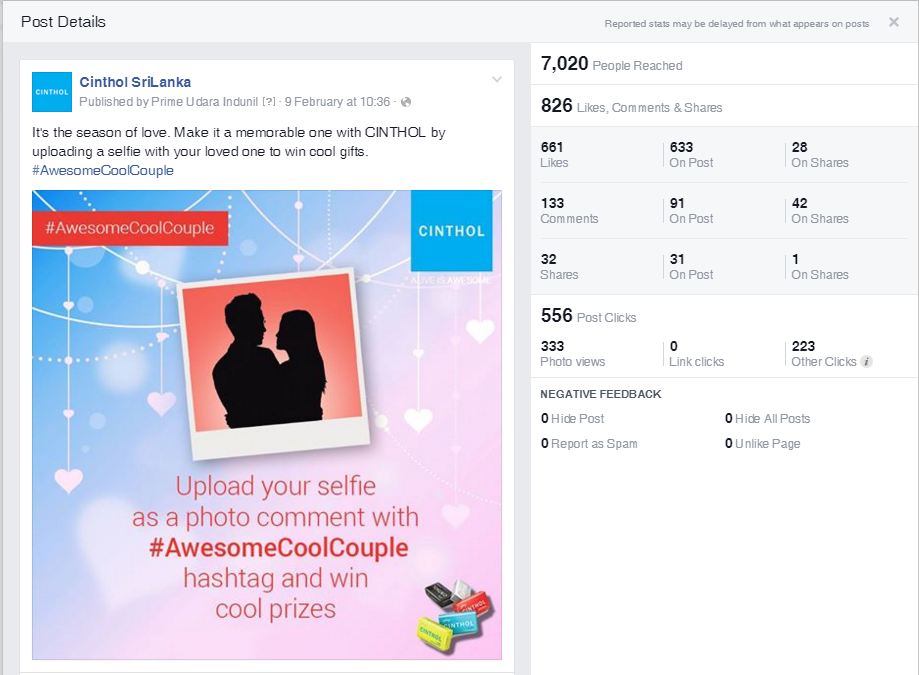 Post Details
Reported stats may be delayed from what appears on posts
CINTHOL
Cinthol SriLanka
Published by Prime Udara Indunil [?] · 9 February at 10:36 ·
It's the season of love. Make it a memorable one with CINTHOL by
uploading a selfie with your loved one to win cool gifts.
#AwesomeCoolCouple
#AwesomeCoolCouple
CINTHOL
ALIVE IS AWESOME
Upload your selfie
as a photo comment with
#AwesomeCoolCouple
hashtag and win
cool prizes
CINTHOL
CINTHOL
CINTHOL
7,020 People Reached
826 Likes, Comments & Shares
661 633 28
Likes On Post On Shares
133 91 42
Comments On Post On Shares
32 31 1
Shares On Post On Shares
556 Post Clicks
333 0 223
Photo views Link clicks Other Clicks i
NEGATIVE FEEDBACK
0 Hide Post 0 Hide All Posts
0 Report as Spam 0 Unlike Page